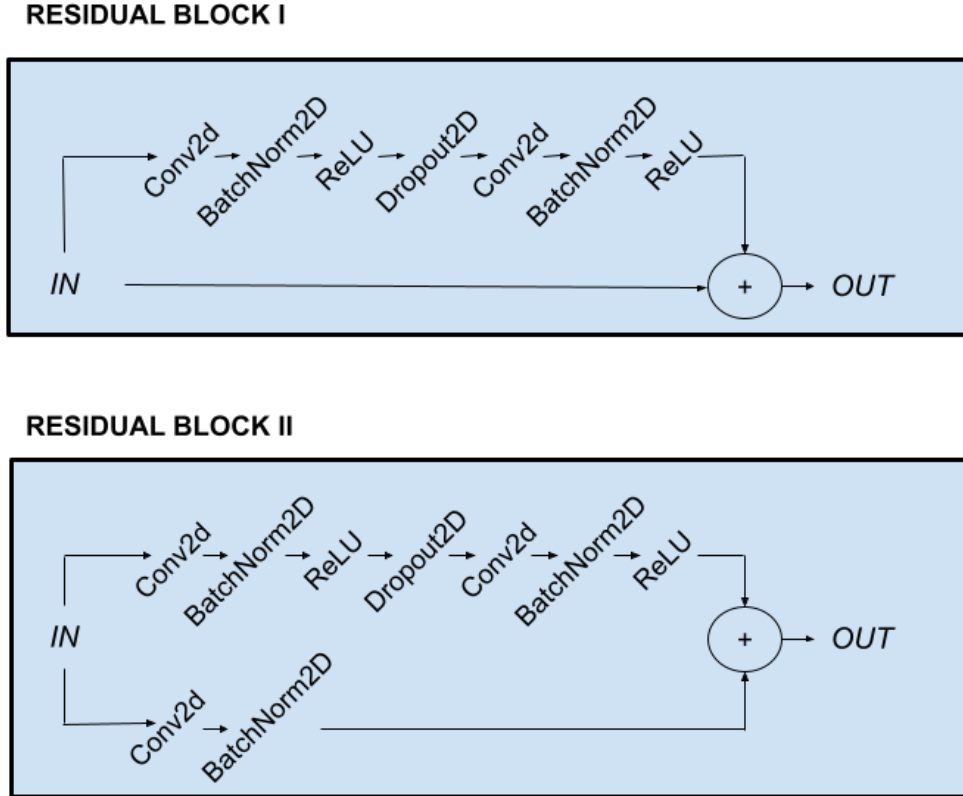 RESIDUAL BLOCK I
Conv2d
BatchNorm2D
ReLU
Dropout2D
Conv2d
BatchNorm2D
ReLU
IN
+
OUT
RESIDUAL BLOCK II
Conv2d
BatchNorm2D
ReLU
Dropout2D
Conv2d
BatchNorm2D
ReLU
IN
+
OUT
Conv2d
BatchNorm2D